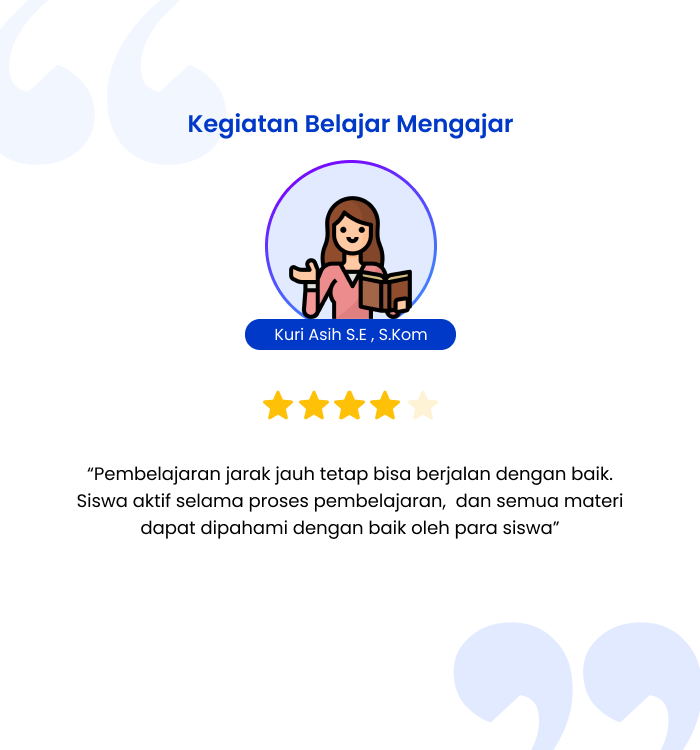 Kegiatan Belajar Mengajar
Kuri Asih S.E , S.Kom
“Pembelajaran jarak jauh tetap bisa berjalan dengan baik.
Siswa aktif selama proses pembelajaran,  dan semua materi
dapat dipahami dengan baik oleh para siswa”